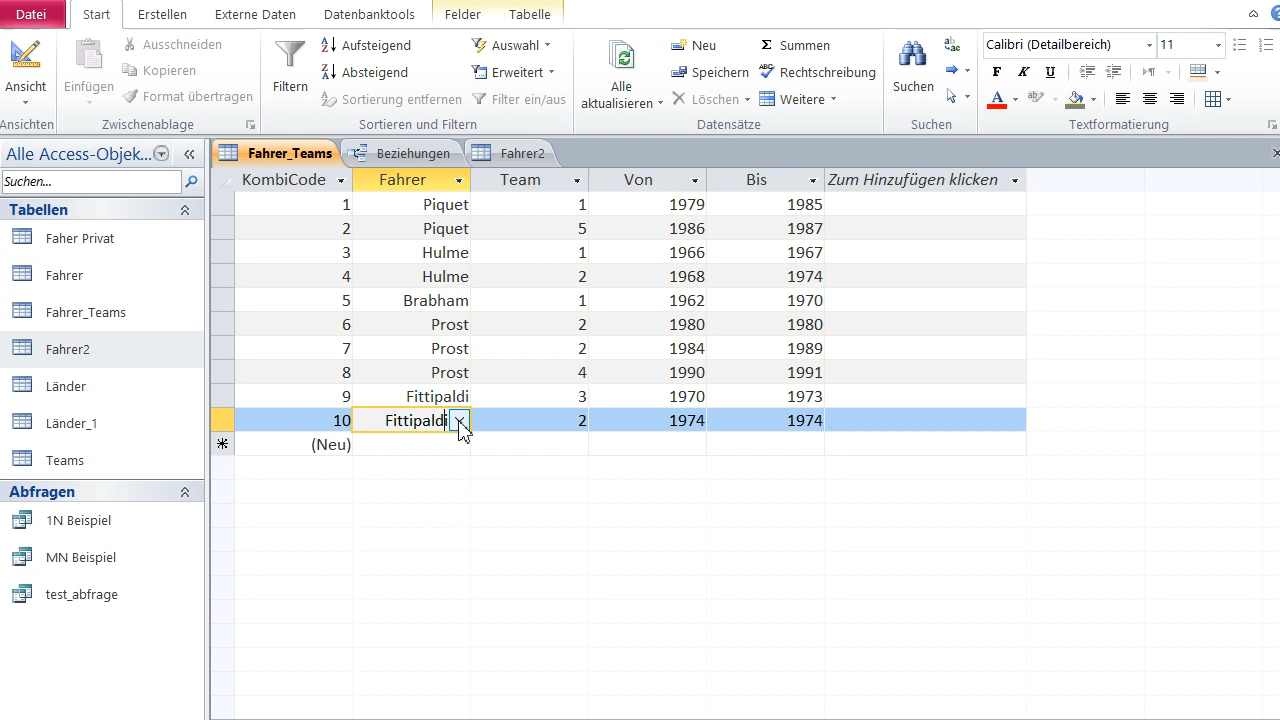 Datei Start Erstellen Externe Daten Datenbanktools Felder Tabelle
Ansicht
Ansichten
Einfügen
Ausschneiden
Kopieren
Format übertragen
Zwischenablage
Filtern
Aufsteigend
Absteigend
Sortierung entfernen
Auswahl
Erweitert
Filter ein/aus
Sortieren und Filtern
Alle
aktualisieren
Neu
Speichern
Löschen
Summen
Rechtschreibung
Weitere
Datensätze
Suchen
Suchen
Calibri (Detailbereich) 11
F K U
Textformatierung
Alle Access-Objek... «
Suchen...
Tabellen
Faher Privat
Fahrer
Fahrer_Teams
Fahrer2
Länder
Länder_1
Teams
Abfragen
1N Beispiel
MN Beispiel
test_abfrage
Fahrer_Teams Beziehungen Fahrer2
KombiCode Fahrer Team Von Bis Zum Hinzufügen klicken
1 Piquet 1 1979 1985
2 Piquet 5 1986 1987
3 Hulme 1 1966 1967
4 Hulme 2 1968 1974
5 Brabham 1 1962 1970
6 Prost 2 1980 1980
7 Prost 2 1984 1989
8 Prost 4 1990 1991
9 Fittipaldi 3 1970 1973
10 Fittipaldi 2 1974 1974
(Neu)